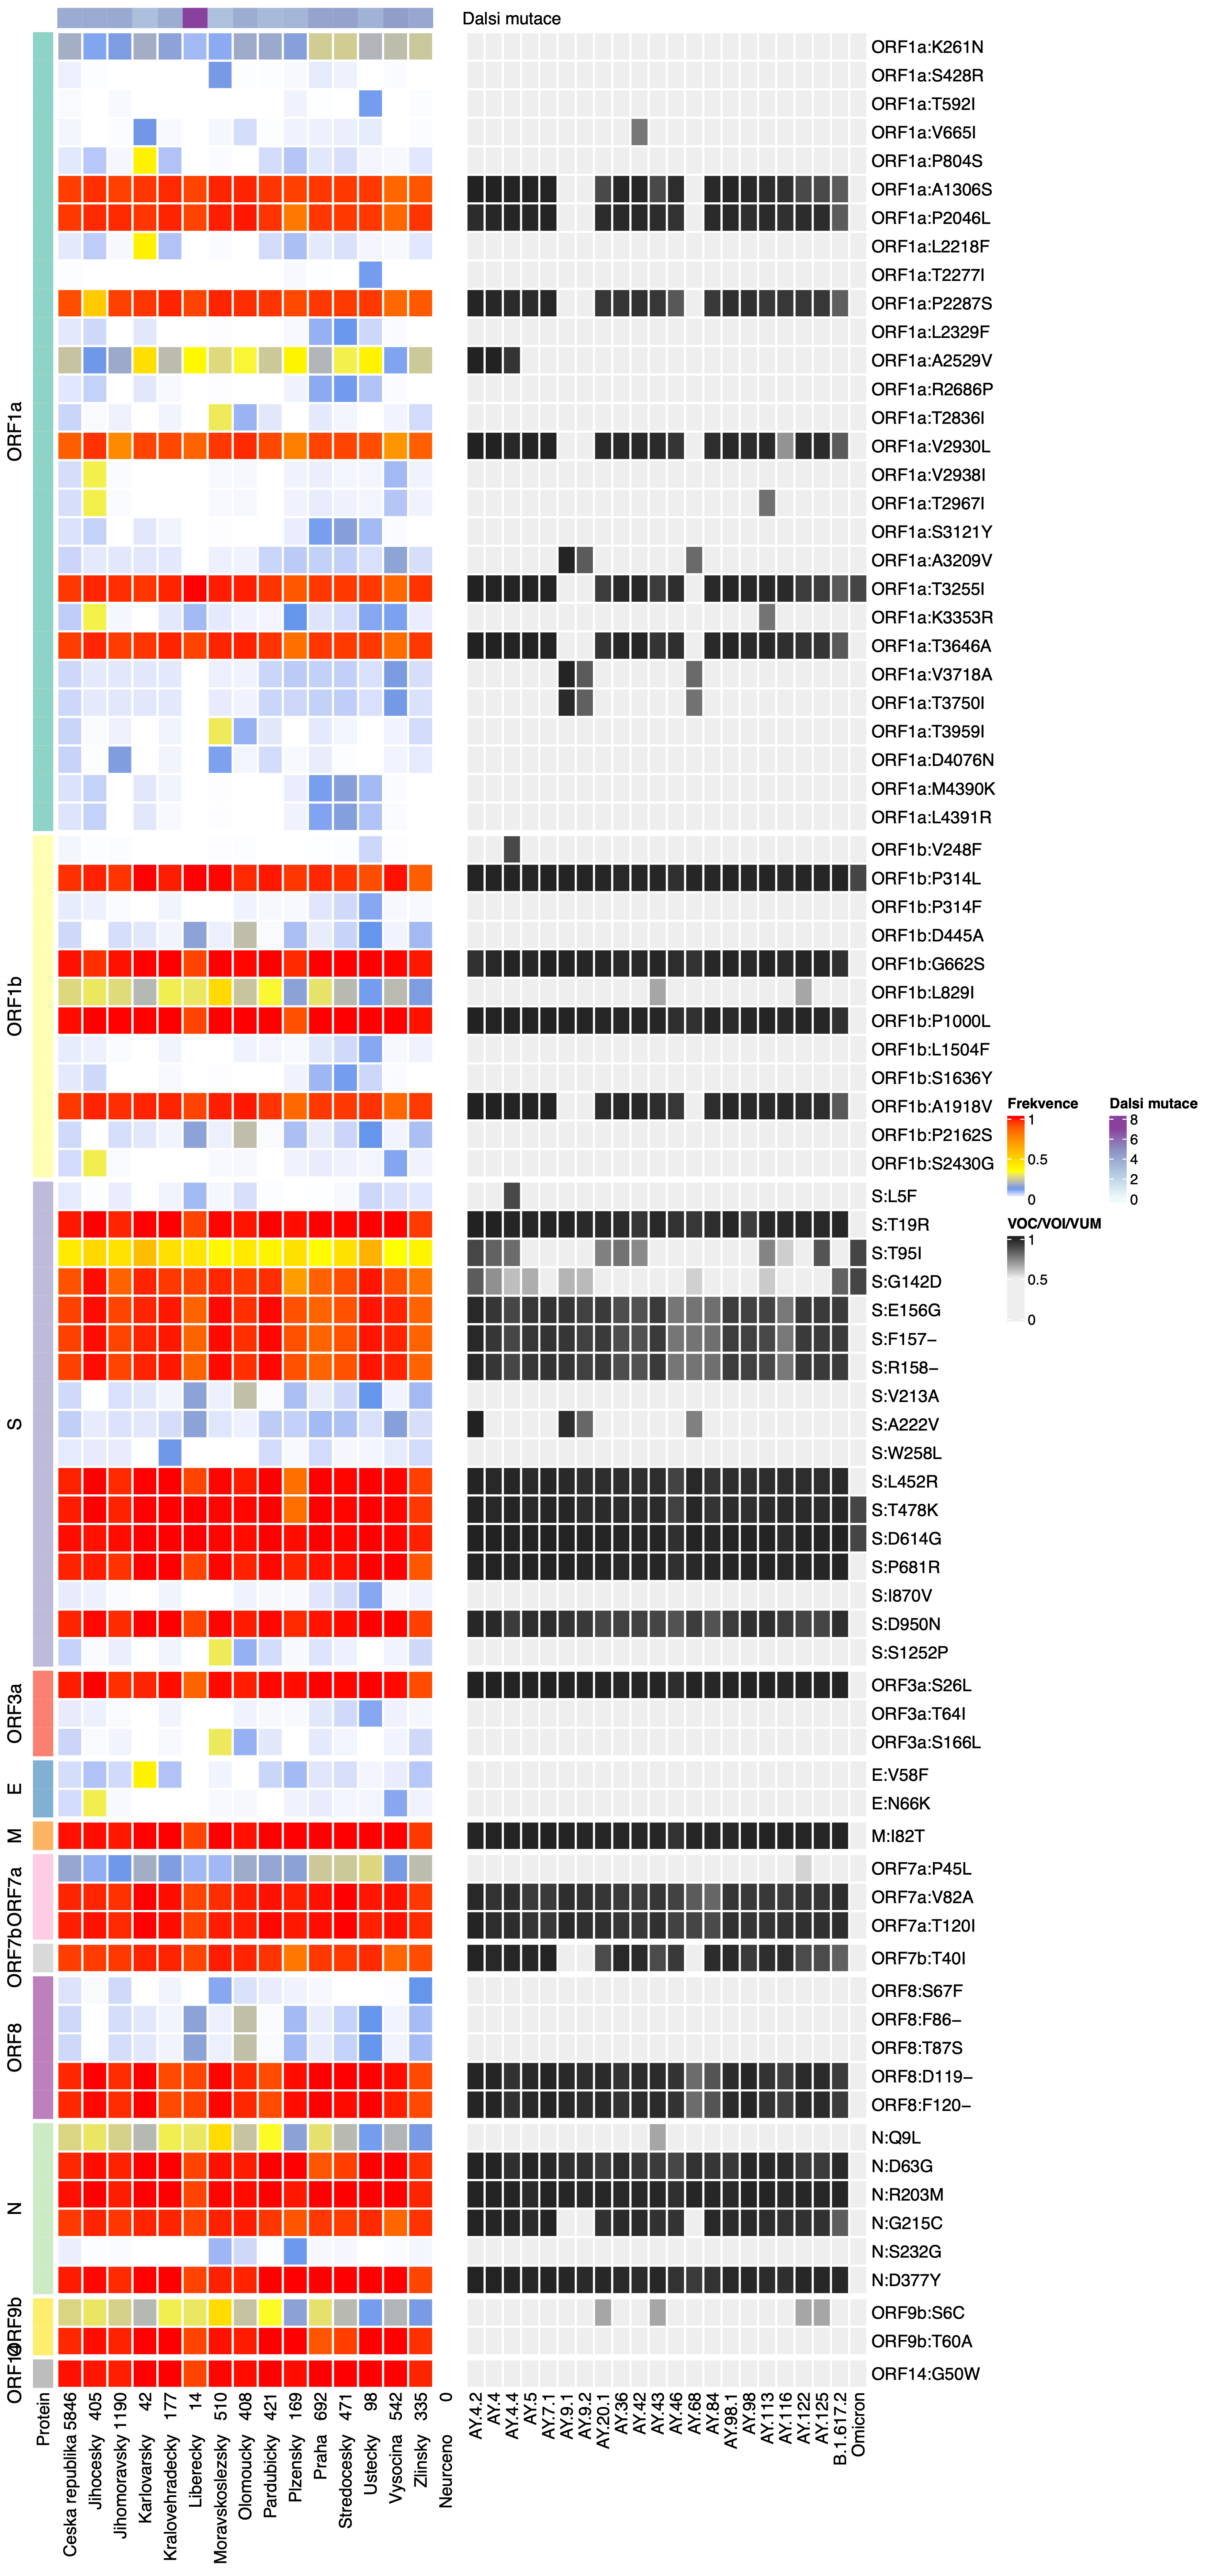 Dalsi mutace
ORF1a
ORF1a:K261N
ORF1a:S428R
ORF1a:T592I
ORF1a:V665I
ORF1a:P804S
ORF1a:A1306S
ORF1a:P2046L
ORF1a:L2218F
ORF1a:T2277I
ORF1a:P2287S
ORF1a:L2329F
ORF1a:A2529V
ORF1a:R2686P
ORF1a:T2836I
ORF1a:V2930L
ORF1a:V2938I
ORF1a:T2967I
ORF1a:S3121Y
ORF1a:A3209V
ORF1a:T3255I
ORF1a:K3353R
ORF1a:T3646A
ORF1a:V3718A
ORF1a:T3750I
ORF1a:T3959I
ORF1a:D4076N
ORF1a:M4390K
ORF1a:L4391R
ORF1b
ORF1b:V248F
ORF1b:P314L
ORF1b:P314F
ORF1b:D445A
ORF1b:G662S
ORF1b:L829I
ORF1b:P1000L
ORF1b:L1504F
ORF1b:S1636Y
ORF1b:A1918V
ORF1b:P2162S
ORF1b:S2430G
S
S:L5F
S:T19R
S:T95I
S:G142D
S:E156G
S:F157−
S:R158−
S:V213A
S:A222V
S:W258L
S:L452R
S:T478K
S:D614G
S:P681R
S:I870V
S:D950N
S:S1252P
ORF3a
ORF3a:S26L
ORF3a:T64I
ORF3a:S166L
E
E:V58F
E:N66K
M
M:I82T
ORF7a
ORF7a:P45L
ORF7a:V82A
ORF7a:T120I
ORF7b
ORF7b:T40I
ORF8
ORF8:S67F
ORF8:F86−
ORF8:T87S
ORF8:D119−
ORF8:F120−
N
N:Q9L
N:D63G
N:R203M
N:G215C
N:S232G
N:D377Y
ORF9b
ORF9b:S6C
ORF9b:T60A
ORF14
ORF14:G50W
Protein
Ceska republika 5846
Jihocesky 405
Jihomoravsky 1190
Karlovarsky 42
Kralovehradecky 177
Liberecky 14
Moravskoslezsky 510
Olomoucky 408
Pardubicky 421
Plzensky 169
Praha 692
Stredocesky 471
Ustecky 98
Vysocina 542
Zlinsky 335
Neurceno 0
AY.4.2
AY.4
AY.4.4
AY.5
AY.7.1
AY.9.1
AY.9.2
AY.20.1
AY.36
AY.42
AY.43
AY.46
AY.68
AY.84
AY.98.1
AY.98
AY.113
AY.116
AY.122
AY.125
B.1.617.2
Omicron
Frekvence
1
0.5
0
Dalsi mutace
8
6
4
2
0
VOC/VOI/VUM
1
0.5
0